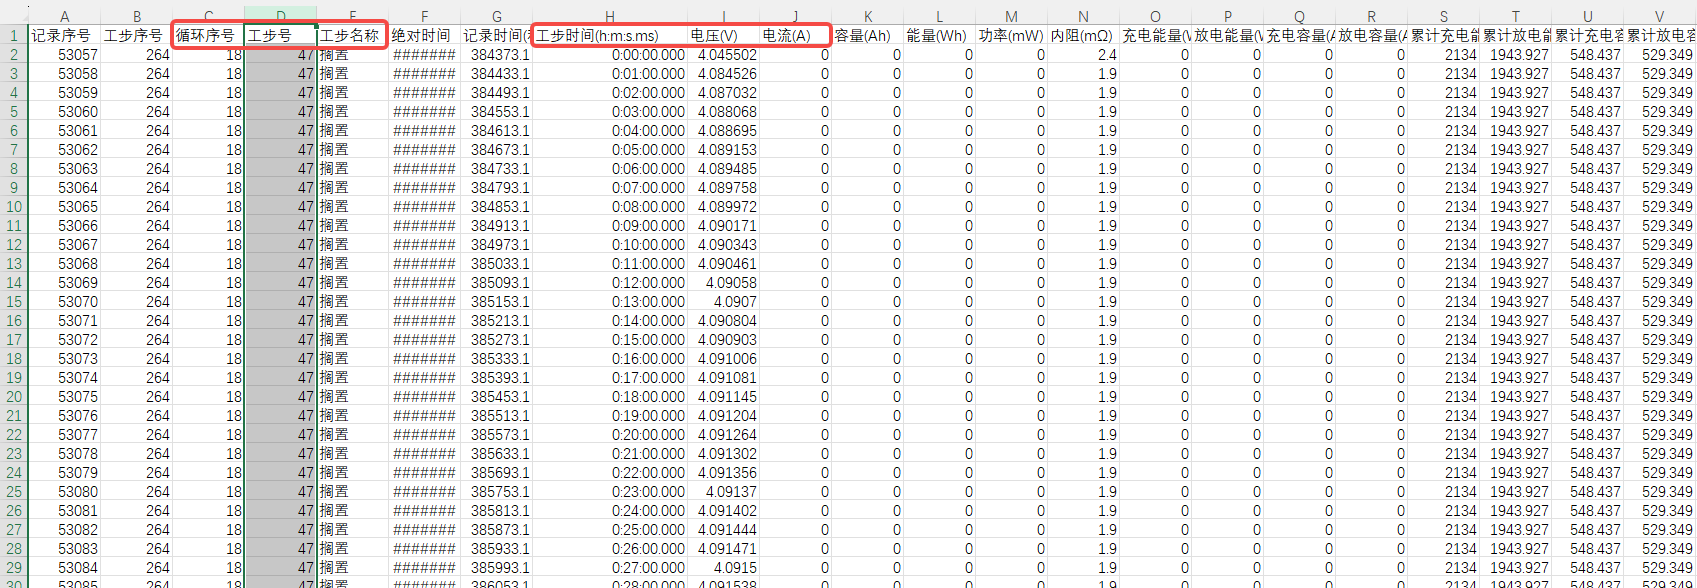 A B C D E F G H I J K L M N O P Q R S T U V
1 记录序号 工步序号 循环序号 工步号 工步名称 绝对时间 记录时间( 工步时间(h:m:s.ms) 电压(V) 电流(A) 容量(Ah) 能量(Wh) 功率(mW) 内阻(mΩ) 充电能量( 放电能量( 充电容量( 放电容量( 累计充电能 累计放电能 累计充电容 累计放电容
2 53057 264 18 47 搁置 ####### 384373.1 0:00:00.000 4.045502 0 0 0 0 2.4 0 0 0 0 2134 1943.927 548.437 529.349
3 53058 264 18 47 搁置 ####### 384433.1 0:01:00.000 4.084526 0 0 0 0 1.9 0 0 0 0 2134 1943.927 548.437 529.349
4 53059 264 18 47 搁置 ####### 384493.1 0:02:00.000 4.087032 0 0 0 0 1.9 0 0 0 0 2134 1943.927 548.437 529.349
5 53060 264 18 47 搁置 ####### 384553.1 0:03:00.000 4.088068 0 0 0 0 1.9 0 0 0 0 2134 1943.927 548.437 529.349
6 53061 264 18 47 搁置 ####### 384613.1 0:04:00.000 4.088695 0 0 0 0 1.9 0 0 0 0 2134 1943.927 548.437 529.349
7 53062 264 18 47 搁置 ####### 384673.1 0:05:00.000 4.089153 0 0 0 0 1.9 0 0 0 0 2134 1943.927 548.437 529.349
8 53063 264 18 47 搁置 ####### 384733.1 0:06:00.000 4.089485 0 0 0 0 1.9 0 0 0 0 2134 1943.927 548.437 529.349
9 53064 264 18 47 搁置 ####### 384793.1 0:07:00.000 4.089758 0 0 0 0 1.9 0 0 0 0 2134 1943.927 548.437 529.349
10 53065 264 18 47 搁置 ####### 384853.1 0:08:00.000 4.089972 0 0 0 0 1.9 0 0 0 0 2134 1943.927 548.437 529.349
11 53066 264 18 47 搁置 ####### 384913.1 0:09:00.000 4.090171 0 0 0 0 1.9 0 0 0 0 2134 1943.927 548.437 529.349
12 53067 264 18 47 搁置 ####### 384973.1 0:10:00.000 4.090343 0 0 0 0 1.9 0 0 0 0 2134 1943.927 548.437 529.349
13 53068 264 18 47 搁置 ####### 385033.1 0:11:00.000 4.090461 0 0 0 0 1.9 0 0 0 0 2134 1943.927 548.437 529.349
14 53069 264 18 47 搁置 ####### 385093.1 0:12:00.000 4.09058 0 0 0 0 1.9 0 0 0 0 2134 1943.927 548.437 529.349
15 53070 264 18 47 搁置 ####### 385153.1 0:13:00.000 4.0907 0 0 0 0 1.9 0 0 0 0 2134 1943.927 548.437 529.349
16 53071 264 18 47 搁置 ####### 385213.1 0:14:00.000 4.090804 0 0 0 0 1.9 0 0 0 0 2134 1943.927 548.437 529.349
17 53072 264 18 47 搁置 ####### 385273.1 0:15:00.000 4.090903 0 0 0 0 1.9 0 0 0 0 2134 1943.927 548.437 529.349
18 53073 264 18 47 搁置 ####### 385333.1 0:16:00.000 4.091006 0 0 0 0 1.9 0 0 0 0 2134 1943.927 548.437 529.349
19 53074 264 18 47 搁置 ####### 385393.1 0:17:00.000 4.091081 0 0 0 0 1.9 0 0 0 0 2134 1943.927 548.437 529.349
20 53075 264 18 47 搁置 ####### 385453.1 0:18:00.000 4.091145 0 0 0 0 1.9 0 0 0 0 2134 1943.927 548.437 529.349
21 53076 264 18 47 搁置 ####### 385513.1 0:19:00.000 4.091204 0 0 0 0 1.9 0 0 0 0 2134 1943.927 548.437 529.349
22 53077 264 18 47 搁置 ####### 385573.1 0:20:00.000 4.091264 0 0 0 0 1.9 0 0 0 0 2134 1943.927 548.437 529.349
23 53078 264 18 47 搁置 ####### 385633.1 0:21:00.000 4.091302 0 0 0 0 1.9 0 0 0 0 2134 1943.927 548.437 529.349
24 53079 264 18 47 搁置 ####### 385693.1 0:22:00.000 4.091356 0 0 0 0 1.9 0 0 0 0 2134 1943.927 548.437 529.349
25 53080 264 18 47 搁置 ####### 385753.1 0:23:00.000 4.09137 0 0 0 0 1.9 0 0 0 0 2134 1943.927 548.437 529.349
26 53081 264 18 47 搁置 ####### 385813.1 0:24:00.000 4.091402 0 0 0 0 1.9 0 0 0 0 2134 1943.927 548.437 529.349
27 53082 264 18 47 搁置 ####### 385873.1 0:25:00.000 4.091444 0 0 0 0 1.9 0 0 0 0 2134 1943.927 548.437 529.349
28 53083 264 18 47 搁置 ####### 385933.1 0:26:00.000 4.091471 0 0 0 0 1.9 0 0 0 0 2134 1943.927 548.437 529.349
29 53084 264 18 47 搁置 ####### 385993.1 0:27:00.000 4.0915 0 0 0 0 1.9 0 0 0 0 2134 1943.927 548.437 529.349
30 53085 264 18 47 搁置 ####### 386053.1 0:28:00.000 4.091538 0 0 0 0 1.9 0 0 0 0 2134 1943.927 548.437 529.349